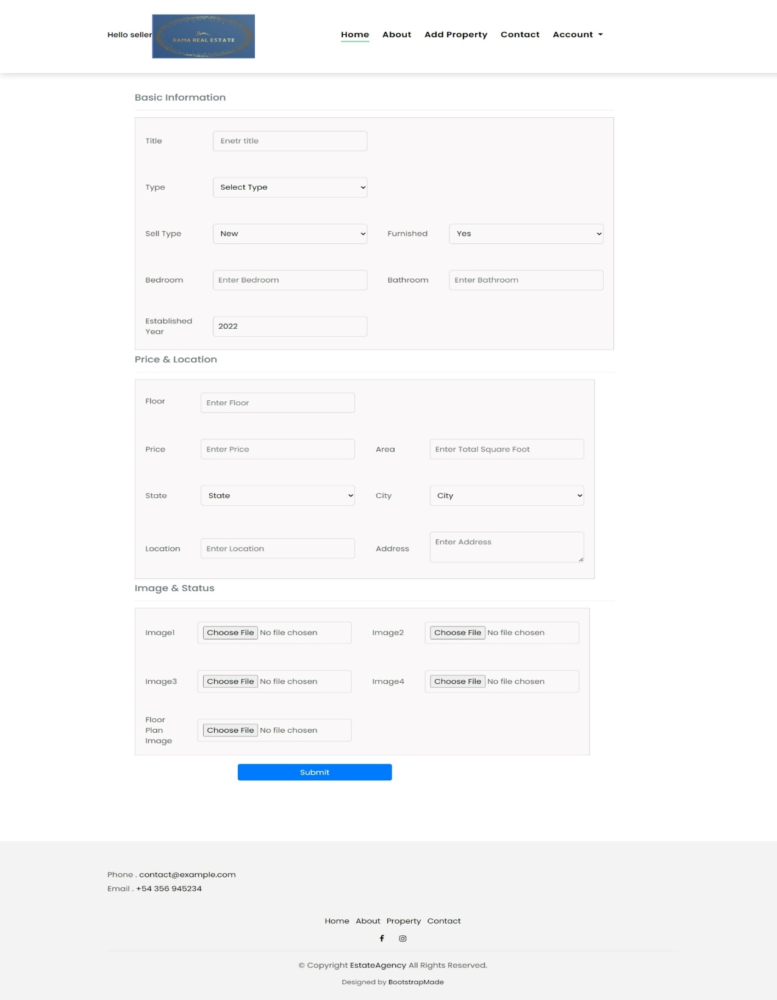 Hello seller
RAMA REAL ESTATE
Home About Add Property Contact Account
Basic Information
Title Enetr title
Type Select Type
Sell Type New Furnished Yes
Bedroom Enter Bedroom Bathroom Enter Bathroom
Established
Year
2022
Price & Location
Floor Enter Floor
Price Enter Price Area Enter Total Square Foot
State State City City
Location Enter Location Address Enter Address
Image & Status
Image1 Choose File No file chosen Image2 Choose File No file chosen
Image3 Choose File No file chosen Image4 Choose File No file chosen
Floor
Plan
Image
Choose File No file chosen
Submit
Phone . contact@example.com
Email . +54 356 945234
Home About Property Contact
© Copyright EstateAgency All Rights Reserved.
Designed by BootstrapMade